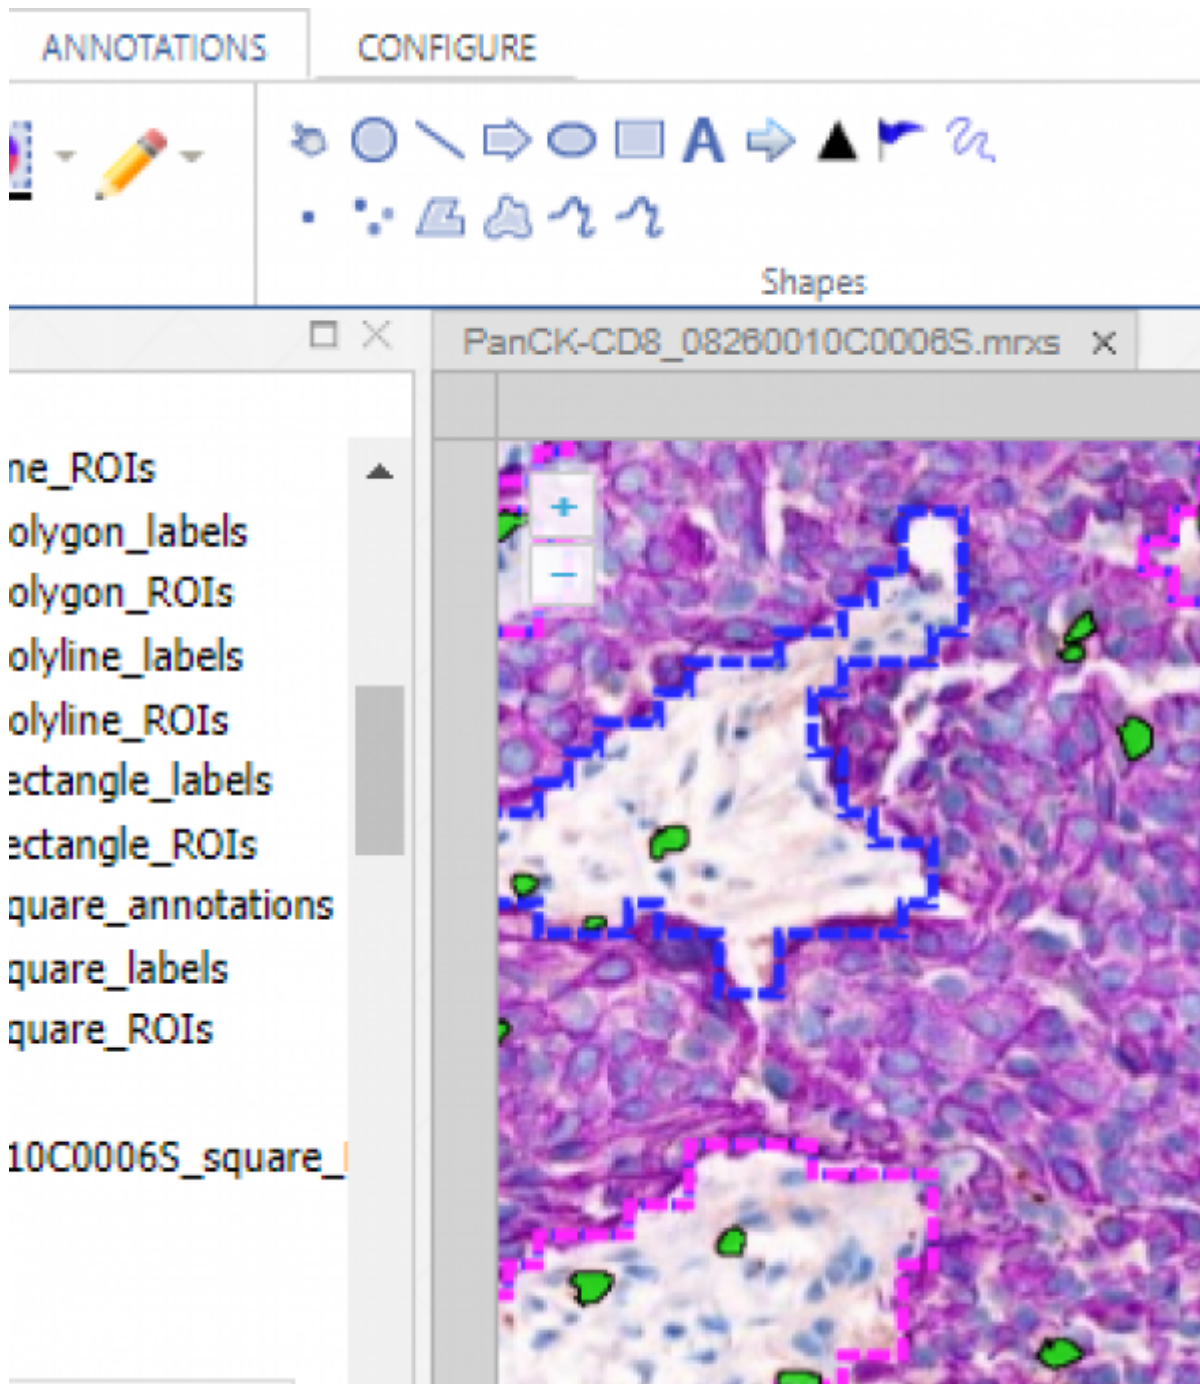 ANNOTATIONS CONFIGURE
A
Shapes
PanCK-CD8_08260010C0006S.mrxs
ne_ROIs
olygon_labels
olygon_ROIs
olyline_labels
olyline_ROIs
ectangle_labels
ectangle_ROIs
quare_annotations
quare_labels
quare_ROIs
10C0006S_square_